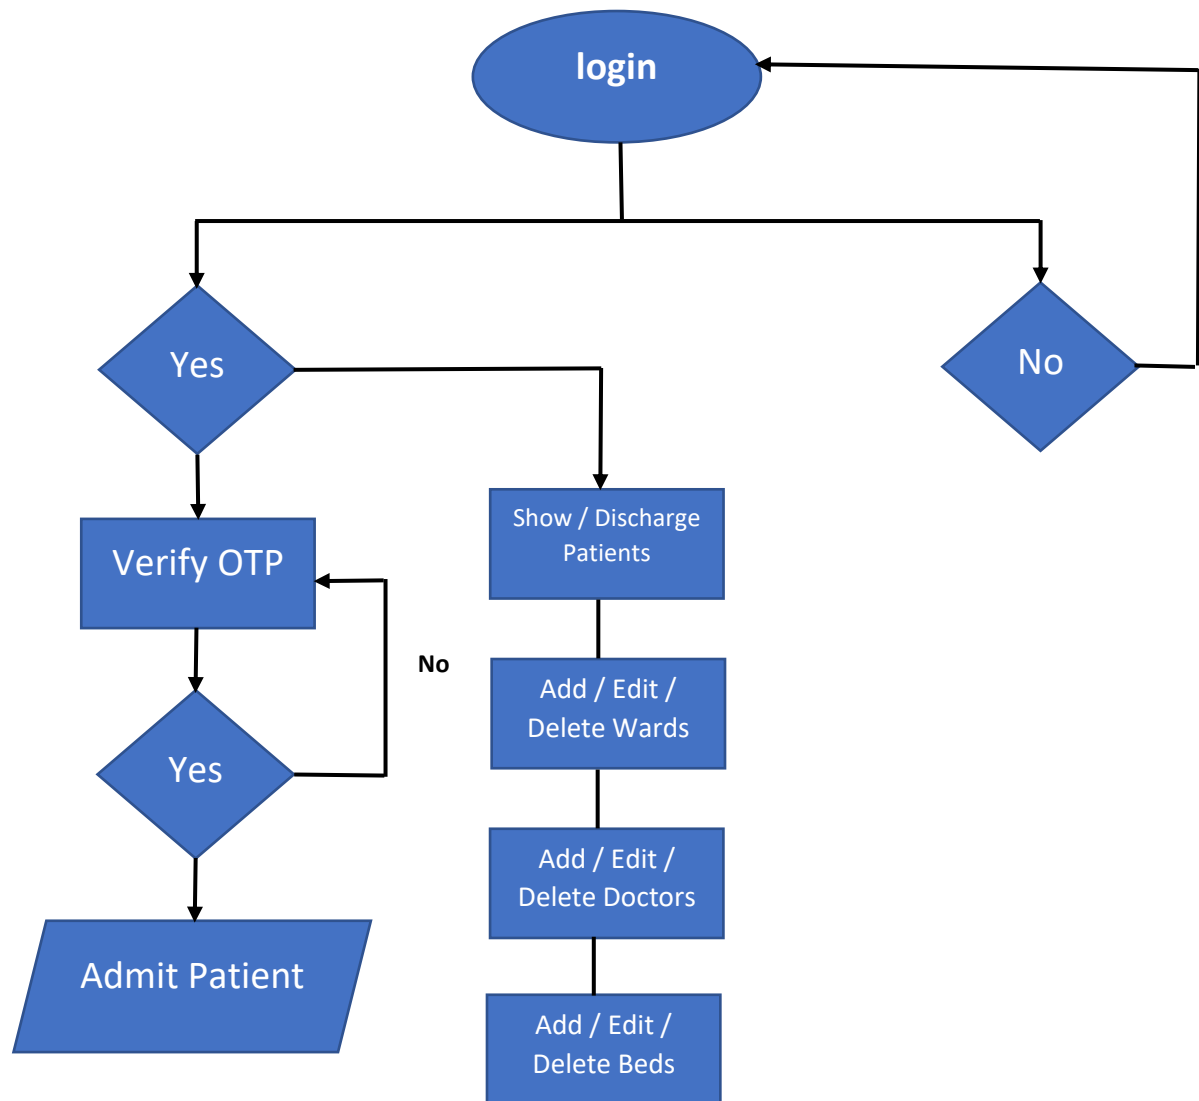 login
Yes
No
Show / Discharge
Patients
Verify OTP
No
Add / Edit /
Delete Wards
Yes
Add / Edit /
Delete Doctors
Admit Patient
Add / Edit /
Delete Beds